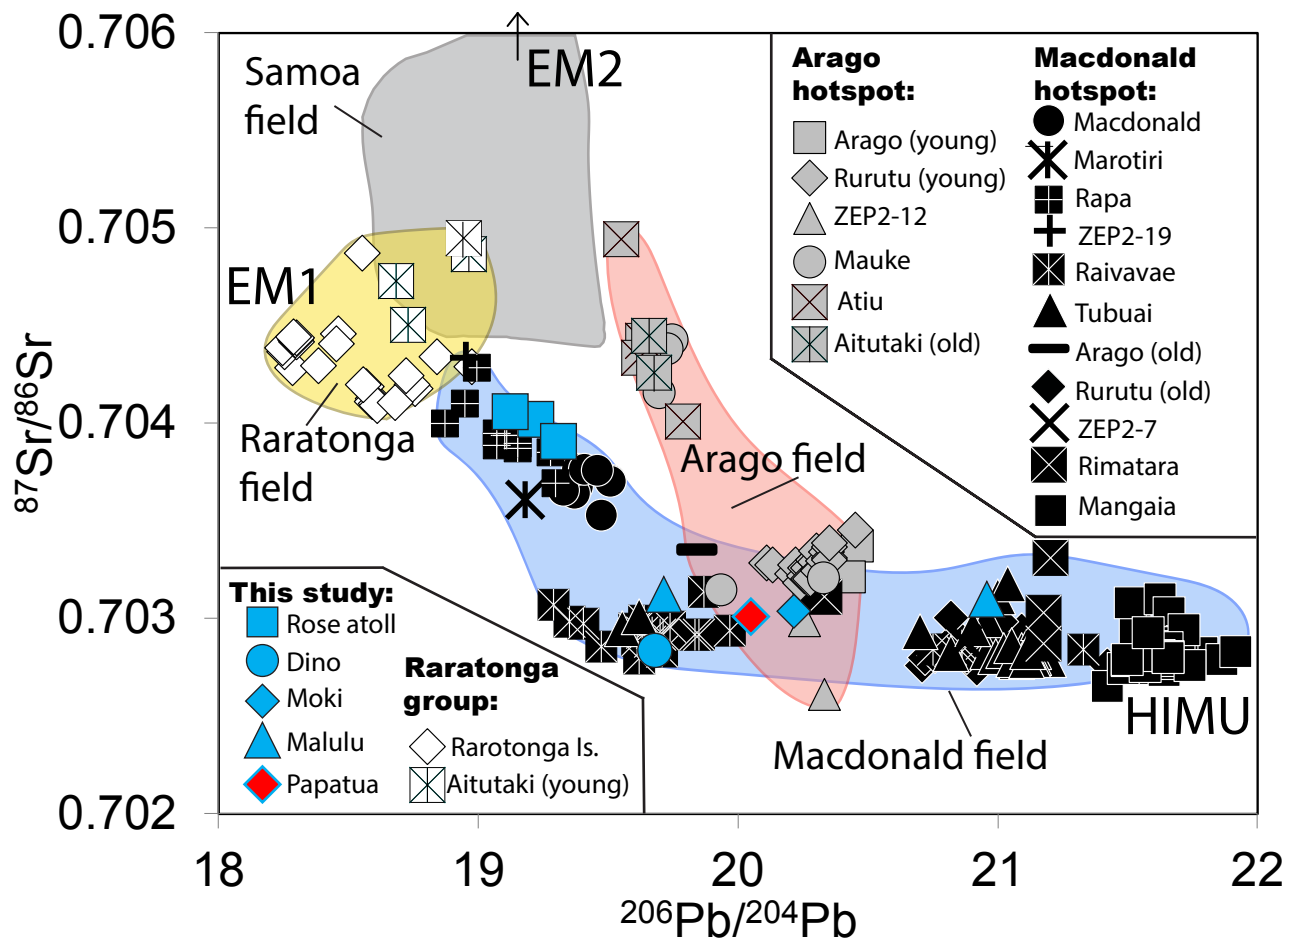 0.706
0.705
0.704
0.703
0.702
87Sr/86Sr
18
19
20
21
22
206Pb/204Pb
Samoa
field
EM2
EM1
Raratonga
field
Arago field
Macdonald field
HIMU
Arago
hotspot:
Arago (young)
Rurutu (young)
ZEP2-12
Mauke
Atiu
Aitutaki (old)
Macdonald
hotspot:
Macdonald
Marotiri
Rapa
ZEP2-19
Raivavae
Tubuai
Arago (old)
Rurutu (old)
ZEP2-7
Rimatara
Mangaia
This study:
Rose atoll
Dino
Moki
Malulu
Papatua
Raratonga
group:
Rarotonga Is.
Aitutaki (young)